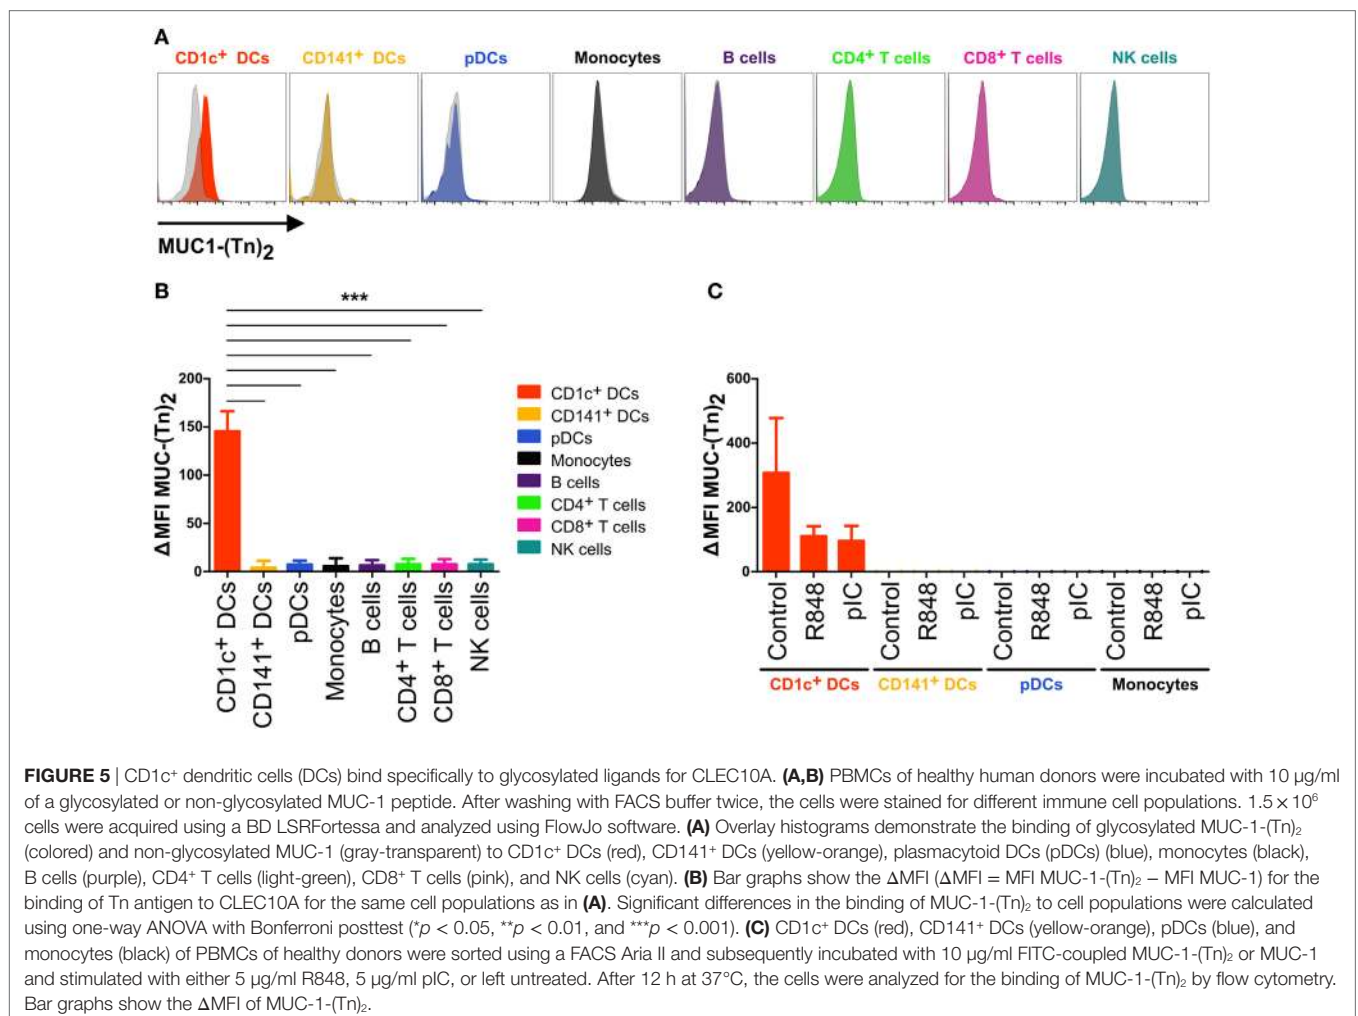 A
CD1c⁺ DCs
CD141⁺ DCs
pDCs
Monocytes
B cells
CD4⁺ T cells
CD8⁺ T cells
NK cells
MUC1-(Tn)₂
B
***
ΔMFI MUC-(Tn)₂
200
150
100
50
0
CD1c⁺ DCs
CD141⁺ DCs
pDCs
Monocytes
B cells
CD4⁺ T cells
CD8⁺ T cells
NK cells
CD1c⁺ DCs
CD141⁺ DCs
pDCs
Monocytes
B cells
CD4⁺ T cells
CD8⁺ T cells
NK cells
C
ΔMFI MUC-(Tn)₂
600
400
200
0
Control
R848
pIC
Control
R848
pIC
Control
R848
pIC
Control
R848
pIC
CD1c⁺ DCs
CD141⁺ DCs
pDCs
Monocytes
FIGURE 5 | CD1c⁺ dendritic cells (DCs) bind specifically to glycosylated ligands for CLEC10A. (A,B) PBMCs of healthy human donors were incubated with 10 µg/ml
of a glycosylated or non-glycosylated MUC-1 peptide. After washing with FACS buffer twice, the cells were stained for different immune cell populations. 1.5 × 10⁶
cells were acquired using a BD LSRFortessa and analyzed using FlowJo software. (A) Overlay histograms demonstrate the binding of glycosylated MUC-1-(Tn)₂
(colored) and non-glycosylated MUC-1 (gray-transparent) to CD1c⁺ DCs (red), CD141⁺ DCs (yellow-orange), plasmacytoid DCs (pDCs) (blue), monocytes (black),
B cells (purple), CD4⁺ T cells (light-green), CD8⁺ T cells (pink), and NK cells (cyan). (B) Bar graphs show the ΔMFI (ΔMFI = MFI MUC-1-(Tn)₂ − MFI MUC-1) for the
binding of Tn antigen to CLEC10A for the same cell populations as in (A). Significant differences in the binding of MUC-1-(Tn)₂ to cell populations were calculated
using one-way ANOVA with Bonferroni posttest (*p < 0.05, **p < 0.01, and ***p < 0.001). (C) CD1c⁺ DCs (red), CD141⁺ DCs (yellow-orange), pDCs (blue), and
monocytes (black) of PBMCs of healthy donors were sorted using a FACS Aria II and subsequently incubated with 10 µg/ml FITC-coupled MUC-1-(Tn)₂ or MUC-1
and stimulated with either 5 µg/ml R848, 5 µg/ml pIC, or left untreated. After 12 h at 37°C, the cells were analyzed for the binding of MUC-1-(Tn)₂ by flow cytometry.
Bar graphs show the ΔMFI of MUC-1-(Tn)₂.